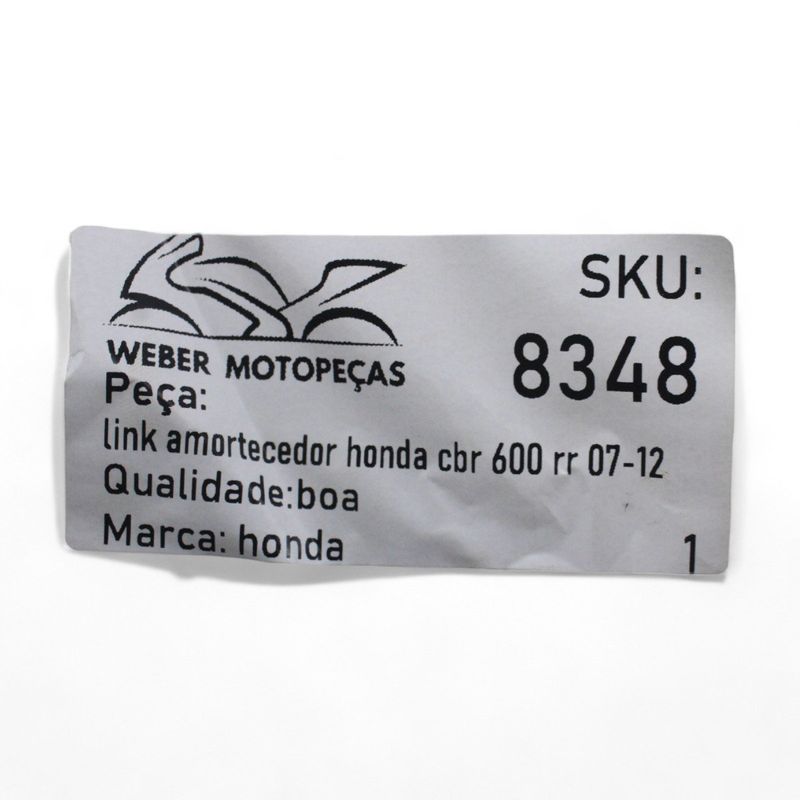 WEBER MOTOPEÇAS
SKU:
8348
Peça:
link amortecedor honda cbr 600 rr 07-12
Qualidade:boa
Marca: honda
1